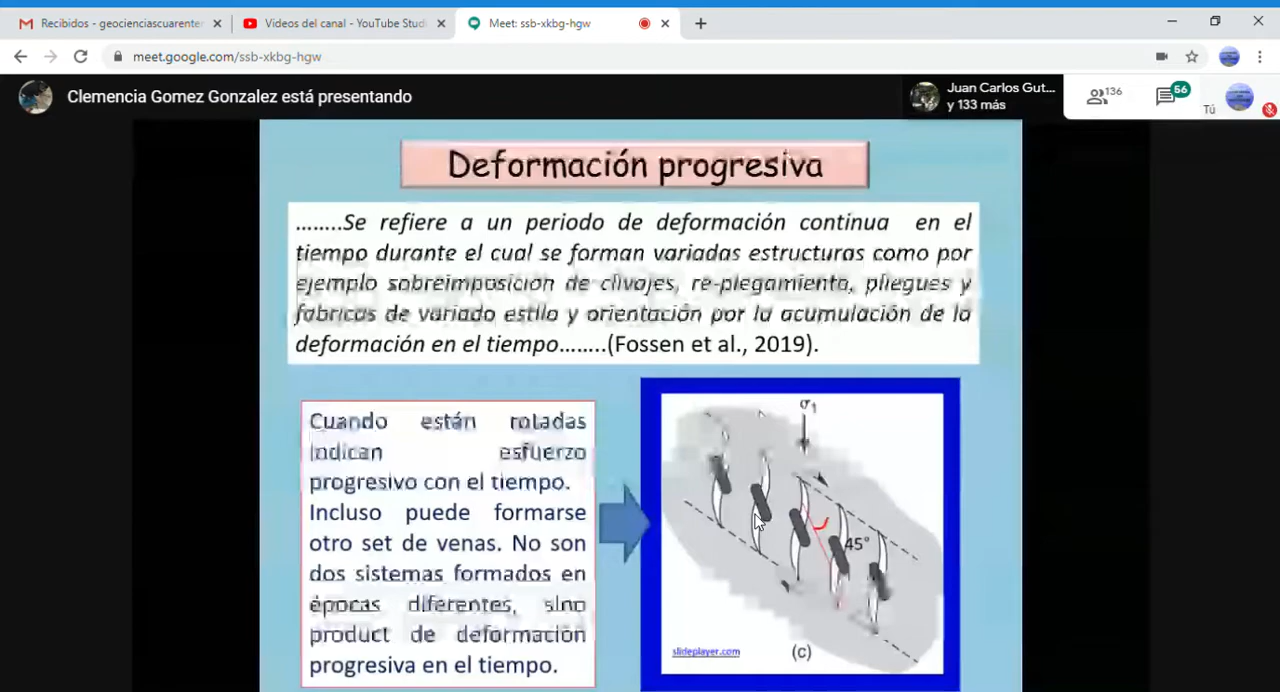 Recibidos - geocienciascuarente
Videos del canal - YouTube Studi
Meet: ssb-xkbg-hgw
meet.google.com/ssb-xkbg-hgw
Clemencia Gomez Gonzalez está presentando
Juan Carlos Gut...
y 133 más
136
56
Tú
Deformación progresiva
........Se refiere a un periodo de deformación continua en el
tiempo durante el cual se forman variadas estructuras como por
ejemplo sobreimposición de clivajes, re-plegamiento, pliegues y
fabricas de variado estilo y orientación por la acumulación de la
deformación en el tiempo........(Fossen et al., 2019).
Cuando están rotadas
indican esfuerzo
progresivo con el tiempo.
Incluso puede formarse
otro set de venas. No son
dos sistemas formados en
épocas diferentes, sino
product de deformación
progresiva en el tiempo.
σ1
45°
slideplayer.com
(c)